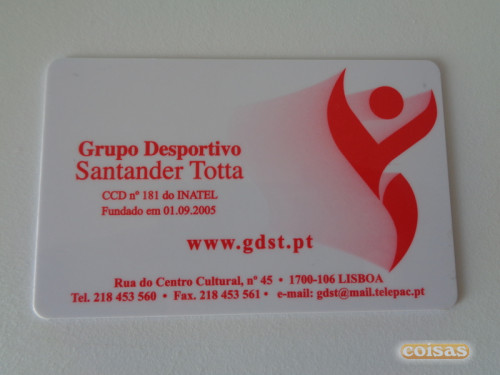 Grupo Desportivo
Santander Totta
CCD nº 181 do INATEL
Fundado em 01.09.2005
www.gdst.pt
Rua do Centro Cultural, nº 45 • 1700-106 LISBOA
Tel. 218 453 560 • Fax. 218 453 561 • e-mail: gdst@mail.telepac.pt
coisas